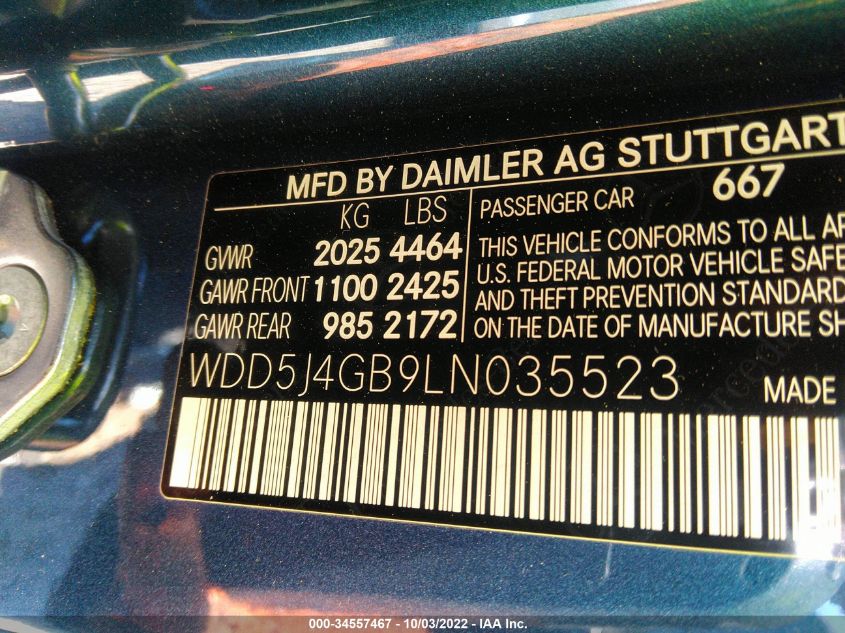 MFD BY DAIMLER AG STUTTGART
KG LBS
GVWR 2025 4464
GAWR FRONT 1100 2425
GAWR REAR 985 2172
PASSENGER CAR 667
THIS VEHICLE CONFORMS TO ALL AP
U.S. FEDERAL MOTOR VEHICLE SAFE
AND THEFT PREVENTION STANDARD
ON THE DATE OF MANUFACTURE SH
WDD5J4GB9LN035523 MADE
000-34557467 - 10/03/2022 - IAA Inc.